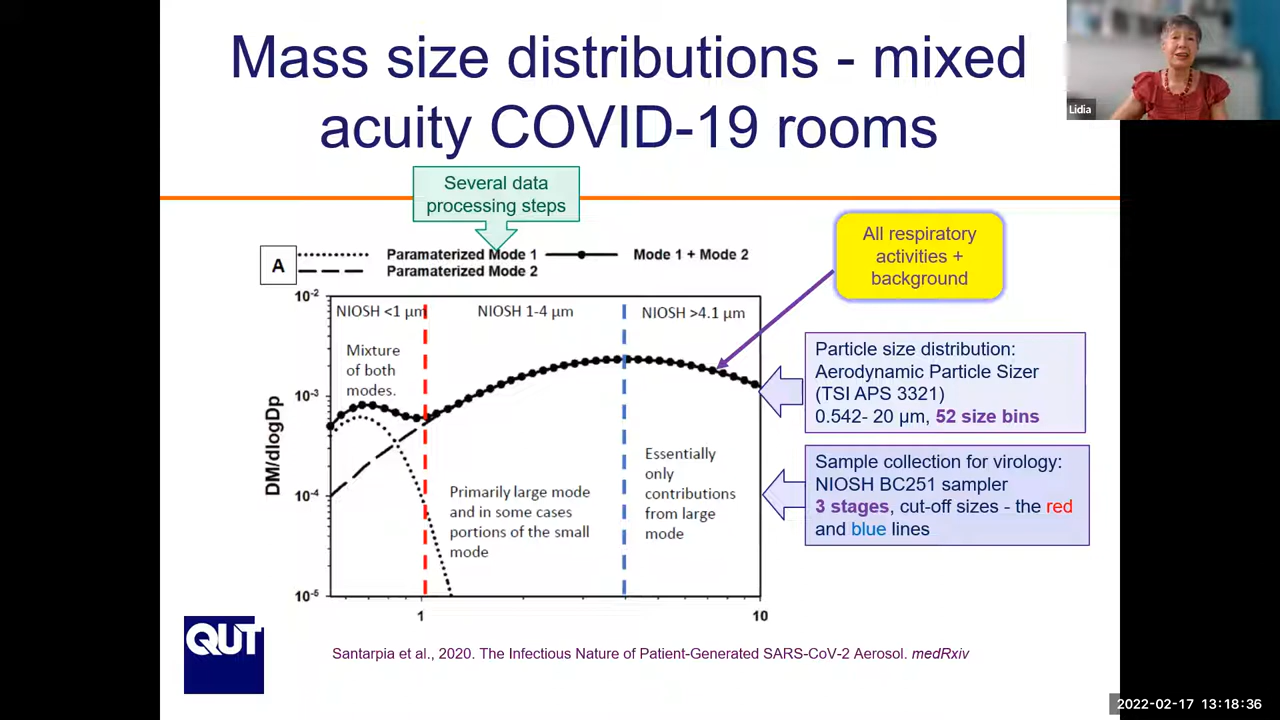 Mass size distributions - mixed
acuity COVID-19 rooms
Lidia
Several data
processing steps
All respiratory
activities +
background
A
Paramaterized Mode 1
Mode 1 + Mode 2
Paramaterized Mode 2
10-2
10-3
10-4
10-5
DM/dlogDp
NIOSH <1 µm
NIOSH 1-4 µm
NIOSH >4.1 µm
Mixture
of both
modes.
Primarily large mode
and in some cases
portions of the small
mode
Essentially
only
contributions
from large
mode
1
10
Particle size distribution:
Aerodynamic Particle Sizer
(TSI APS 3321)
0.542- 20 µm, 52 size bins
Sample collection for virology:
NIOSH BC251 sampler
3 stages, cut-off sizes - the red
and blue lines
QUT
Santarpia et al., 2020. The Infectious Nature of Patient-Generated SARS-CoV-2 Aerosol. medRxiv
2022-02-17 13:18:36